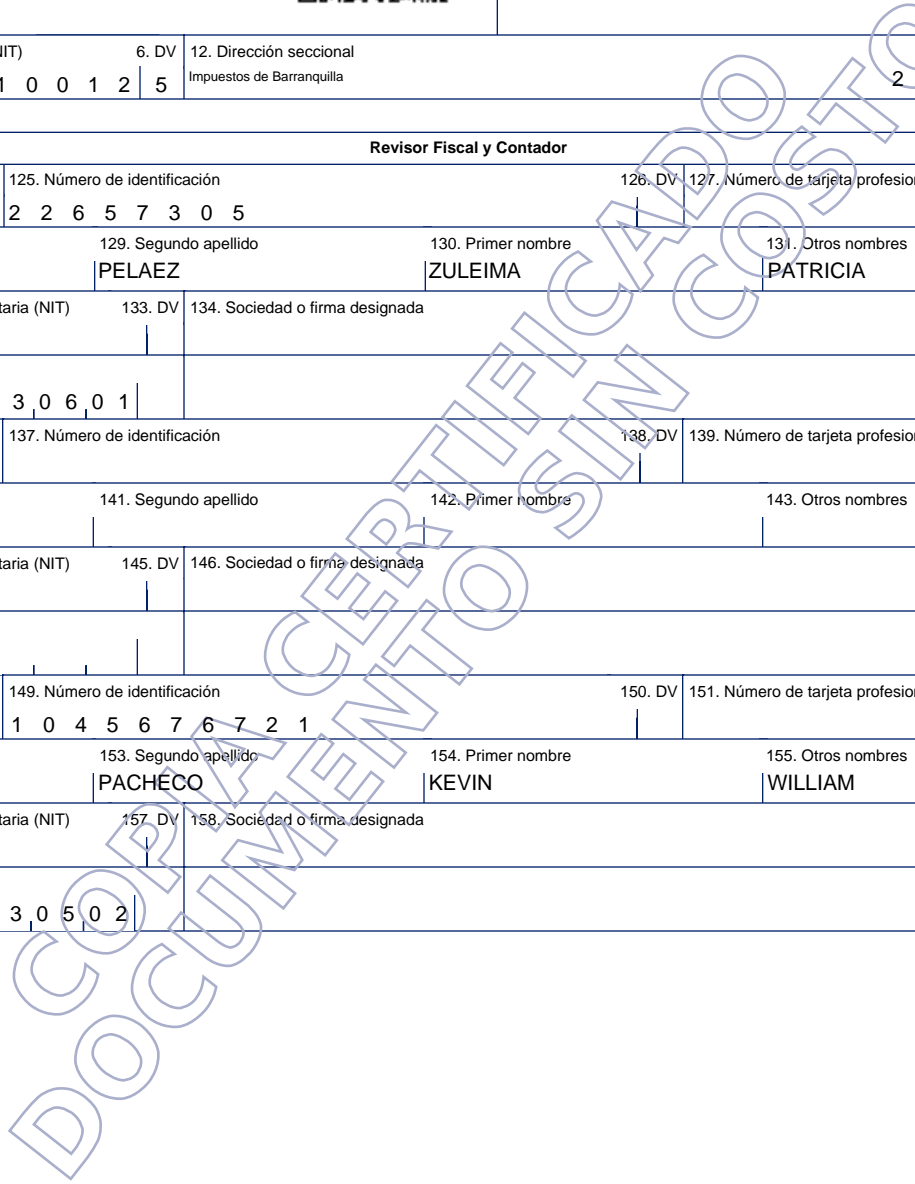 IT) 6. DV 12. Dirección seccional
1 0 0 1 2 5 Impuestos de Barranquilla 2
Revisor Fiscal y Contador
125. Número de identificación 126. DV 127. Número de tarjeta profesion
2 2 6 5 7 3 0 5
129. Segundo apellido 130. Primer nombre 131. Otros nombres
PELAEZ ZULEIMA PATRICIA
taria (NIT) 133. DV 134. Sociedad o firma designada
3 0 6 0 1
137. Número de identificación 138. DV 139. Número de tarjeta profesion
141. Segundo apellido 142. Primer nombre 143. Otros nombres
taria (NIT) 145. DV 146. Sociedad o firma designada
149. Número de identificación 150. DV 151. Número de tarjeta profesion
1 0 4 5 6 7 6 7 2 1
153. Segundo apellido 154. Primer nombre 155. Otros nombres
PACHECO KEVIN WILLIAM
taria (NIT) 157. DV 158. Sociedad o firma designada
3 0 5 0 2
COPIA CERTIFICADO
DOCUMENTO SIN COSTO